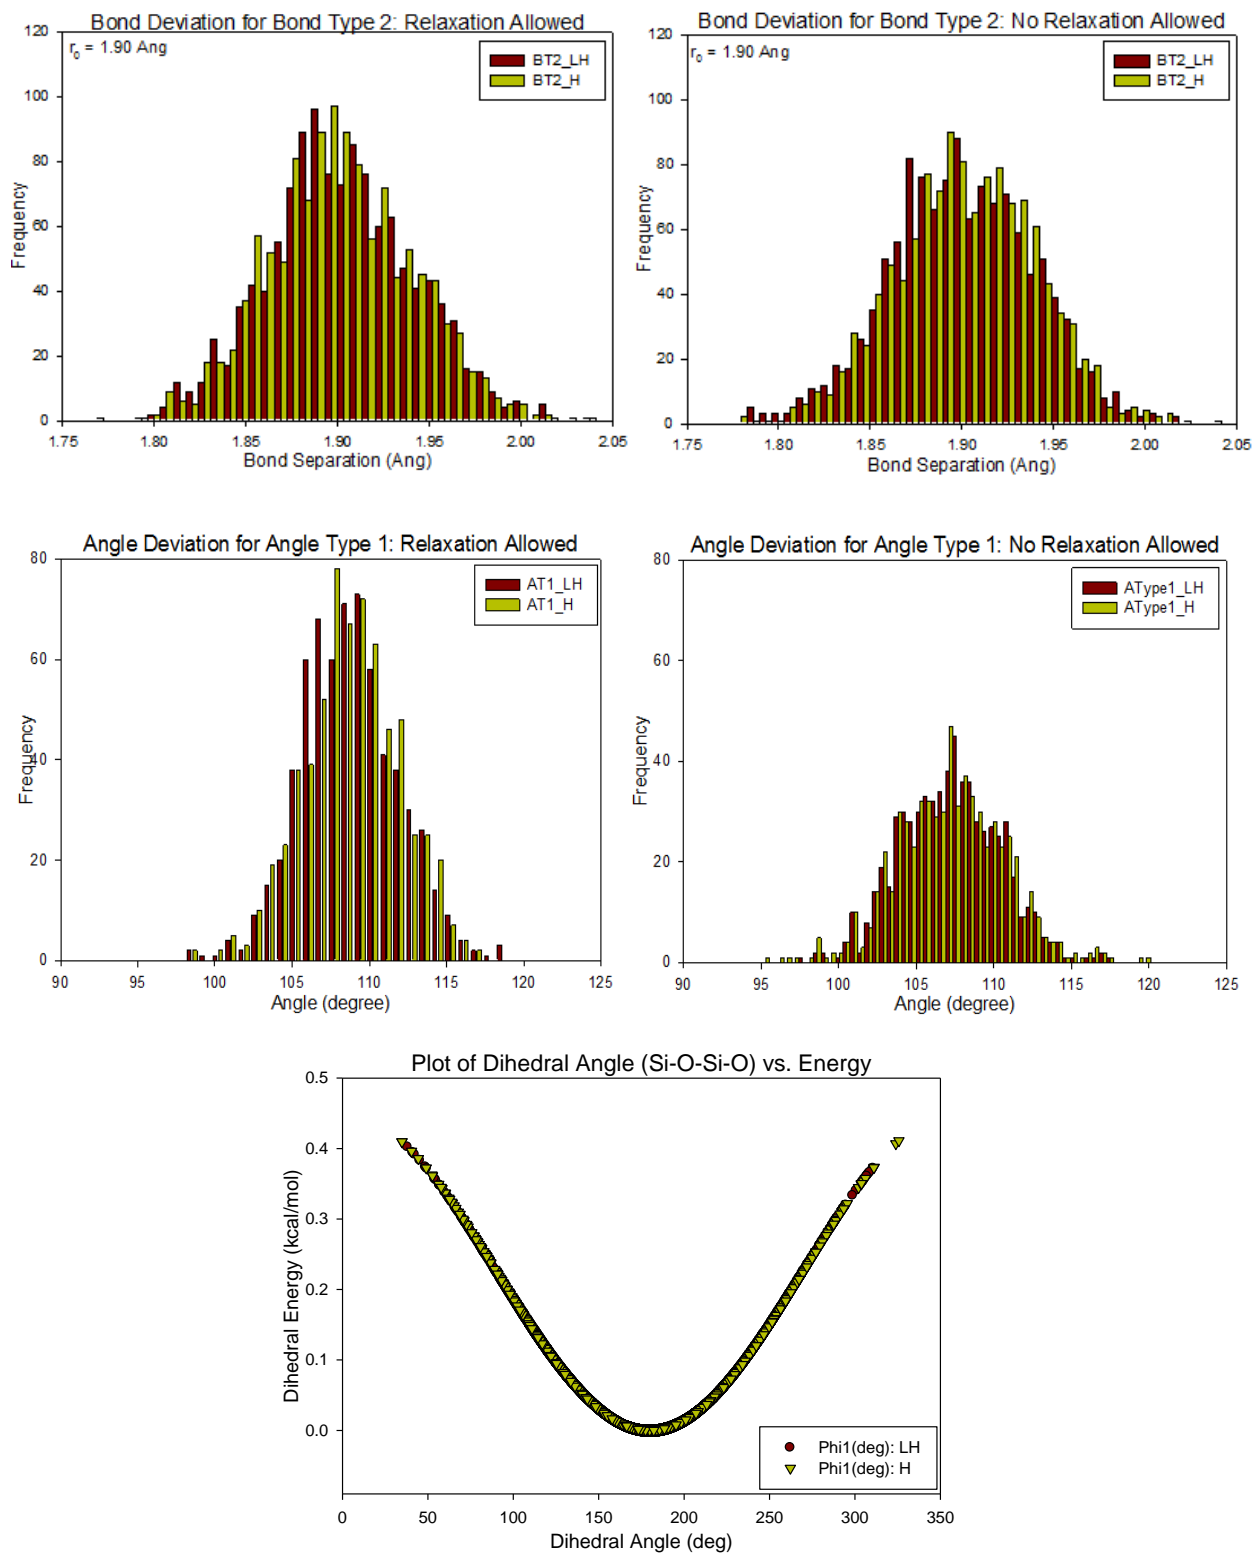 Bond Deviation for Bond Type 2: Relaxation Allowed
r0 = 1.90 Ang
BT2_LH
BT2_H
120
100
80
60
40
20
0
Frequency
1.75 1.80 1.85 1.90 1.95 2.00 2.05
Bond Separation (Ang)
Bond Deviation for Bond Type 2: No Relaxation Allowed
r0 = 1.90 Ang
BT2_LH
BT2_H
120
100
80
60
40
20
0
Frequency
1.75 1.80 1.85 1.90 1.95 2.00 2.05
Bond Separation (Ang)
Angle Deviation for Angle Type 1: Relaxation Allowed
AT1_LH
AT1_H
80
60
40
20
0
Frequency
90 95 100 105 110 115 120 125
Angle (degree)
Angle Deviation for Angle Type 1: No Relaxation Allowed
AType1_LH
AType1_H
80
60
40
20
0
Frequency
90 95 100 105 110 115 120 125
Angle (degree)
Plot of Dihedral Angle (Si-O-Si-O) vs. Energy
0.5
0.4
0.3
0.2
0.1
0.0
Dihedral Energy (kcal/mol)
Phi1(deg): LH
Phi1(deg): H
0 50 100 150 200 250 300 350
Dihedral Angle (deg)